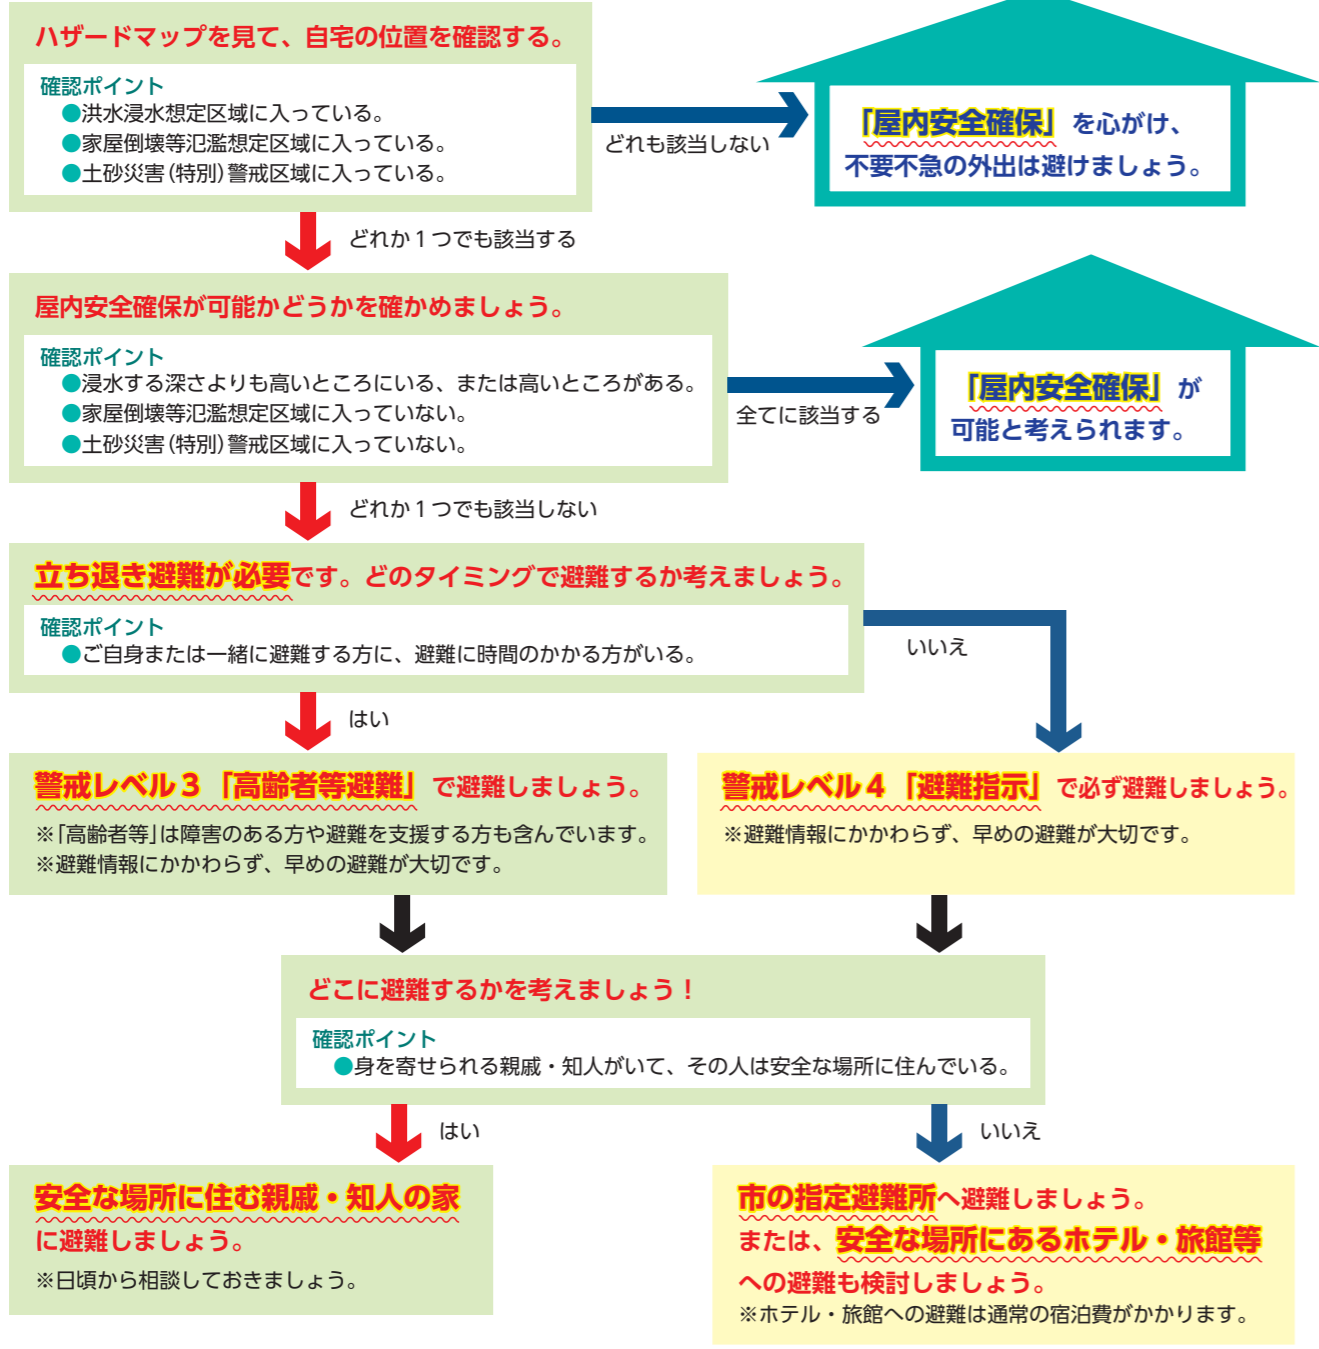 ハザードマップを見て、自宅の位置を確認する。
確認ポイント
●洪水浸水想定区域に入っている。
●家屋倒壊等氾濫想定区域に入っている。
●土砂災害(特別)警戒区域に入っている。
どれも該当しない
「屋内安全確保」を心がけ、
不要不急の外出は避けましょう。
どれか１つでも該当する
屋内安全確保が可能かどうかを確かめましょう。
確認ポイント
●浸水する深さよりも高いところにいる、または高いところがある。
●家屋倒壊等氾濫想定区域に入っていない。
●土砂災害(特別)警戒区域に入っていない。
全てに該当する
「屋内安全確保」が
可能と考えられます。
どれか１つでも該当しない
立ち退き避難が必要です。どのタイミングで避難するか考えましょう。
確認ポイント
●ご自身または一緒に避難する方に、避難に時間のかかる方がいる。
いいえ
はい
警戒レベル３「高齢者等避難」で避難しましょう。
※「高齢者等」は障害のある方や避難を支援する方も含んでいます。
※避難情報にかかわらず、早めの避難が大切です。
警戒レベル４「避難指示」で必ず避難しましょう。
※避難情報にかかわらず、早めの避難が大切です。
どこに避難するかを考えましょう！
確認ポイント
●身を寄せられる親戚・知人がいて、その人は安全な場所に住んでいる。
はい
いいえ
安全な場所に住む親戚・知人の家
に避難しましょう。
※日頃から相談しておきましょう。
市の指定避難所へ避難しましょう。
または、安全な場所にあるホテル・旅館等
への避難も検討しましょう。
※ホテル・旅館への避難は通常の宿泊費がかかります。